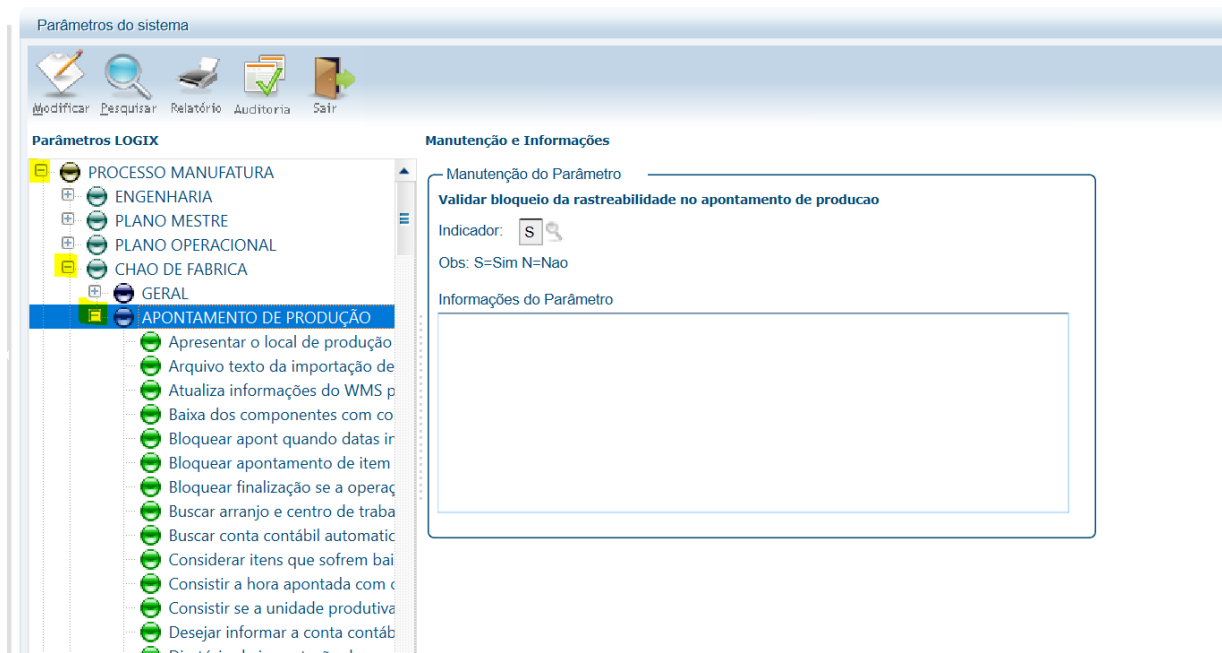 Parâmetros do sistema
Modificar Pesquisar Relatório Auditoria Sair
Parâmetros LOGIX
PROCESSO MANUFATURA
ENGENHARIA
PLANO MESTRE
PLANO OPERACIONAL
CHAO DE FABRICA
GERAL
APONTAMENTO DE PRODUÇÃO
Apresentar o local de produção
Arquivo texto da importação de
Atualiza informações do WMS p
Baixa dos componentes com co
Bloquear apont quando datas ir
Bloquear apontamento de item
Bloquear finalização se a operaç
Buscar arranjo e centro de traba
Buscar conta contábil automatic
Considerar itens que sofrem bai
Consistir a hora apontada com c
Consistir se a unidade produtiva
Desejar informar a conta contáb
Manutenção e Informações
Manutenção do Parâmetro
Validar bloqueio da rastreabilidade no apontamento de producao
Indicador: S
Obs: S=Sim N=Nao
Informações do Parâmetro